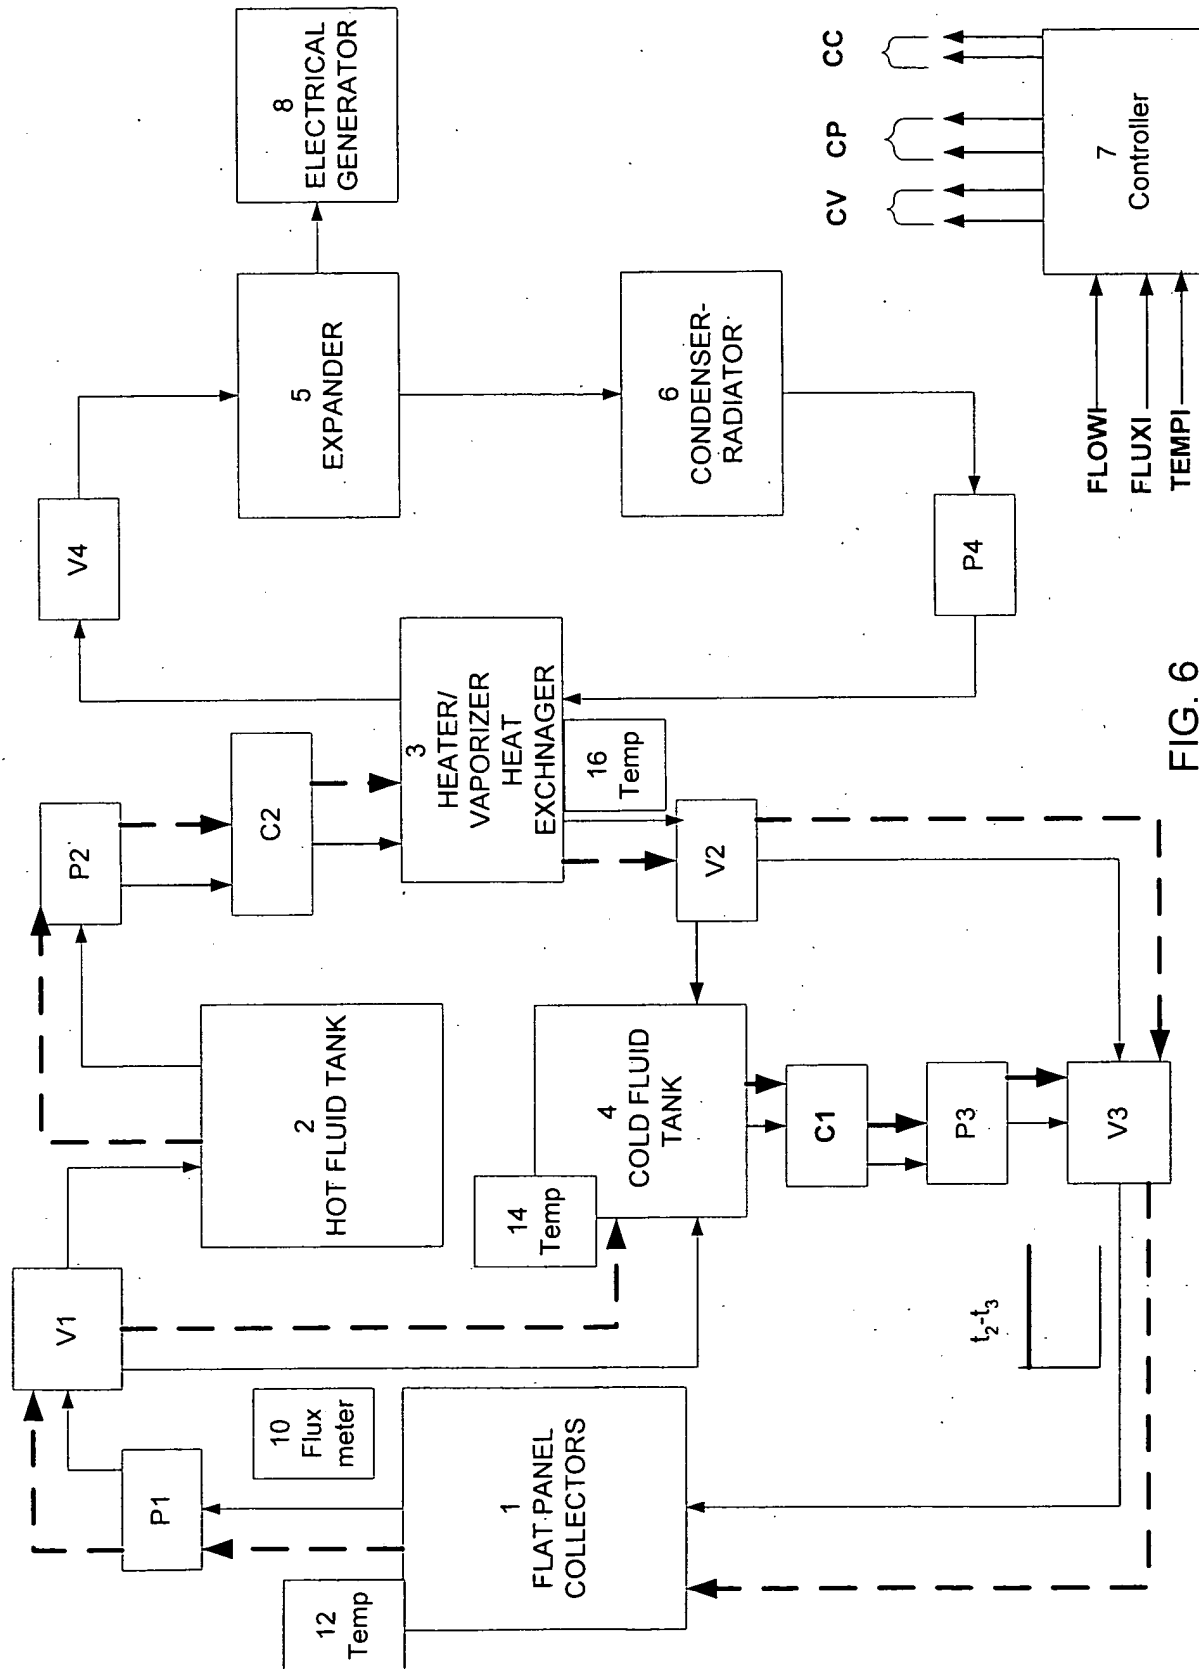 12
Temp
1
FLAT-PANEL
COLLECTORS
10
Flux
meter
P1
V1
t2-t3
2
HOT FLUID TANK
14
Temp
4
COLD FLUID
TANK
C1
P3
V3
P2
C2
3
HEATER/
VAPORIZER
HEAT
EXCHNAGER
16
Temp
V2
V4
5
EXPANDER
6
CONDENSER-
RADIATOR
P4
8
ELECTRICAL
GENERATOR
CV
CP
CC
7
Controller
FLOWI
FLUXI
TEMPI
FIG. 6